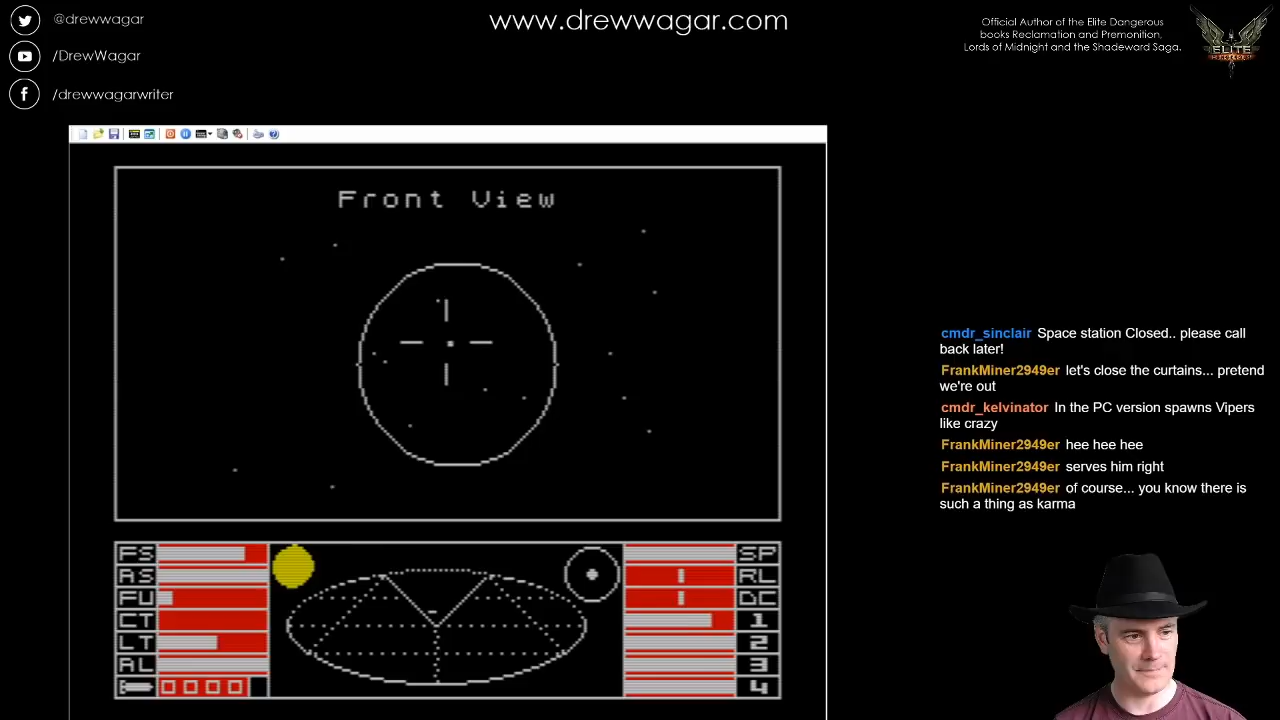 @drewwagar
/DrewWagar
/drewwagarwriter
www.drewwagar.com
Official Author of the Elite Dangerous
books Reclamation and Premonition,
Lords of Midnight and the Shadeward Saga.
ELITE
DANGEROUS
Front View
FS
AS
FU
CT
LT
AL
SP
RL
DC
1
2
3
4
cmdr_sinclair Space station Closed.. please call
back later!
FrankMiner2949er let's close the curtains... pretend
we're out
cmdr_kelvinator In the PC version spawns Vipers
like crazy
FrankMiner2949er hee hee hee
FrankMiner2949er serves him right
FrankMiner2949er of course... you know there is
such a thing as karma